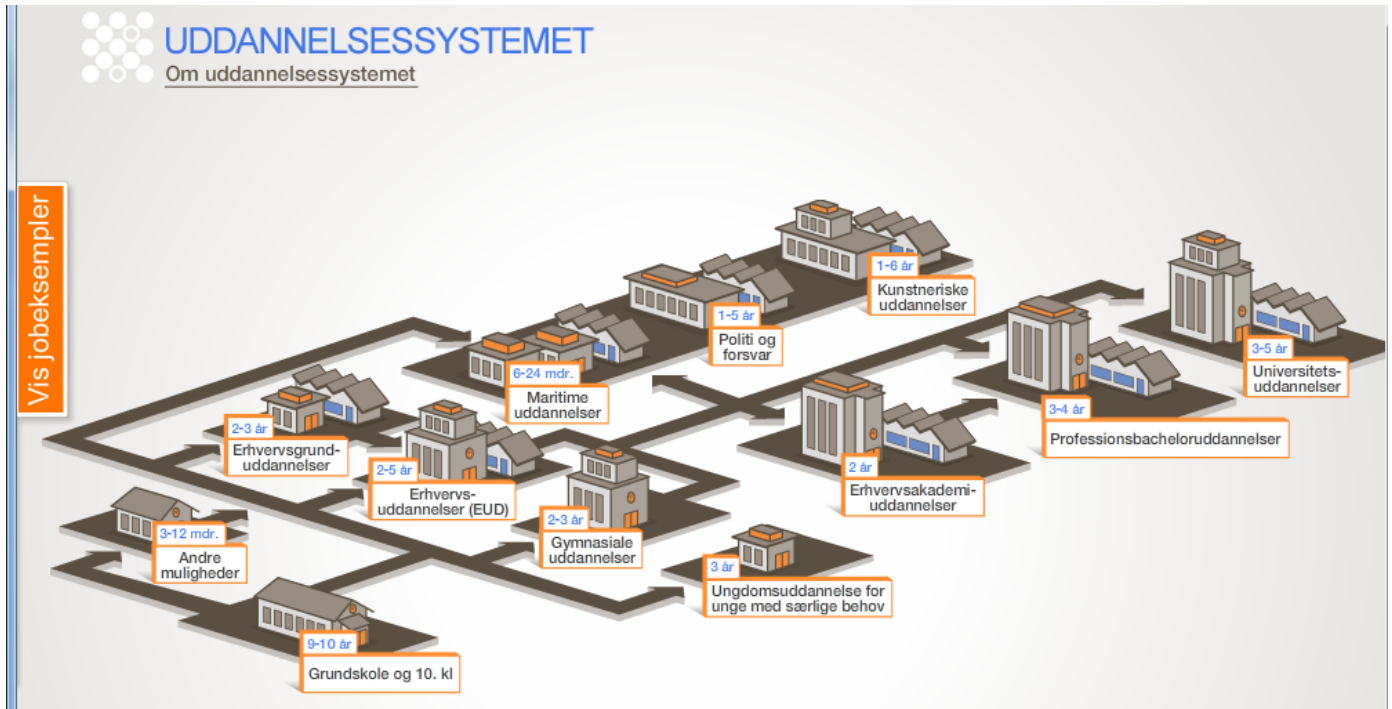 UDDANNELSESSYSTEMET
Om uddannelsessystemet
Vis jobeksempler
1-6 år
Kunstneriske
uddannelser
1-5 år
Politi og
forsvar
6-24 mdr.
Maritime
uddannelser
3-5 år
Universitets-
uddannelser
3-4 år
Professionsbacheloruddannelser
2 år
Erhvervsakademi-
uddannelser
2-3 år
Erhvervsgrund-
uddannelser
2-5 år
Erhvervs-
uddannelser (EUD)
2-3 år
Gymnasiale
uddannelser
3-12 mdr.
Andre
muligheder
3 år
Ungdomsuddannelse for
unge med særlige behov
9-10 år
Grundskole og 10. kl